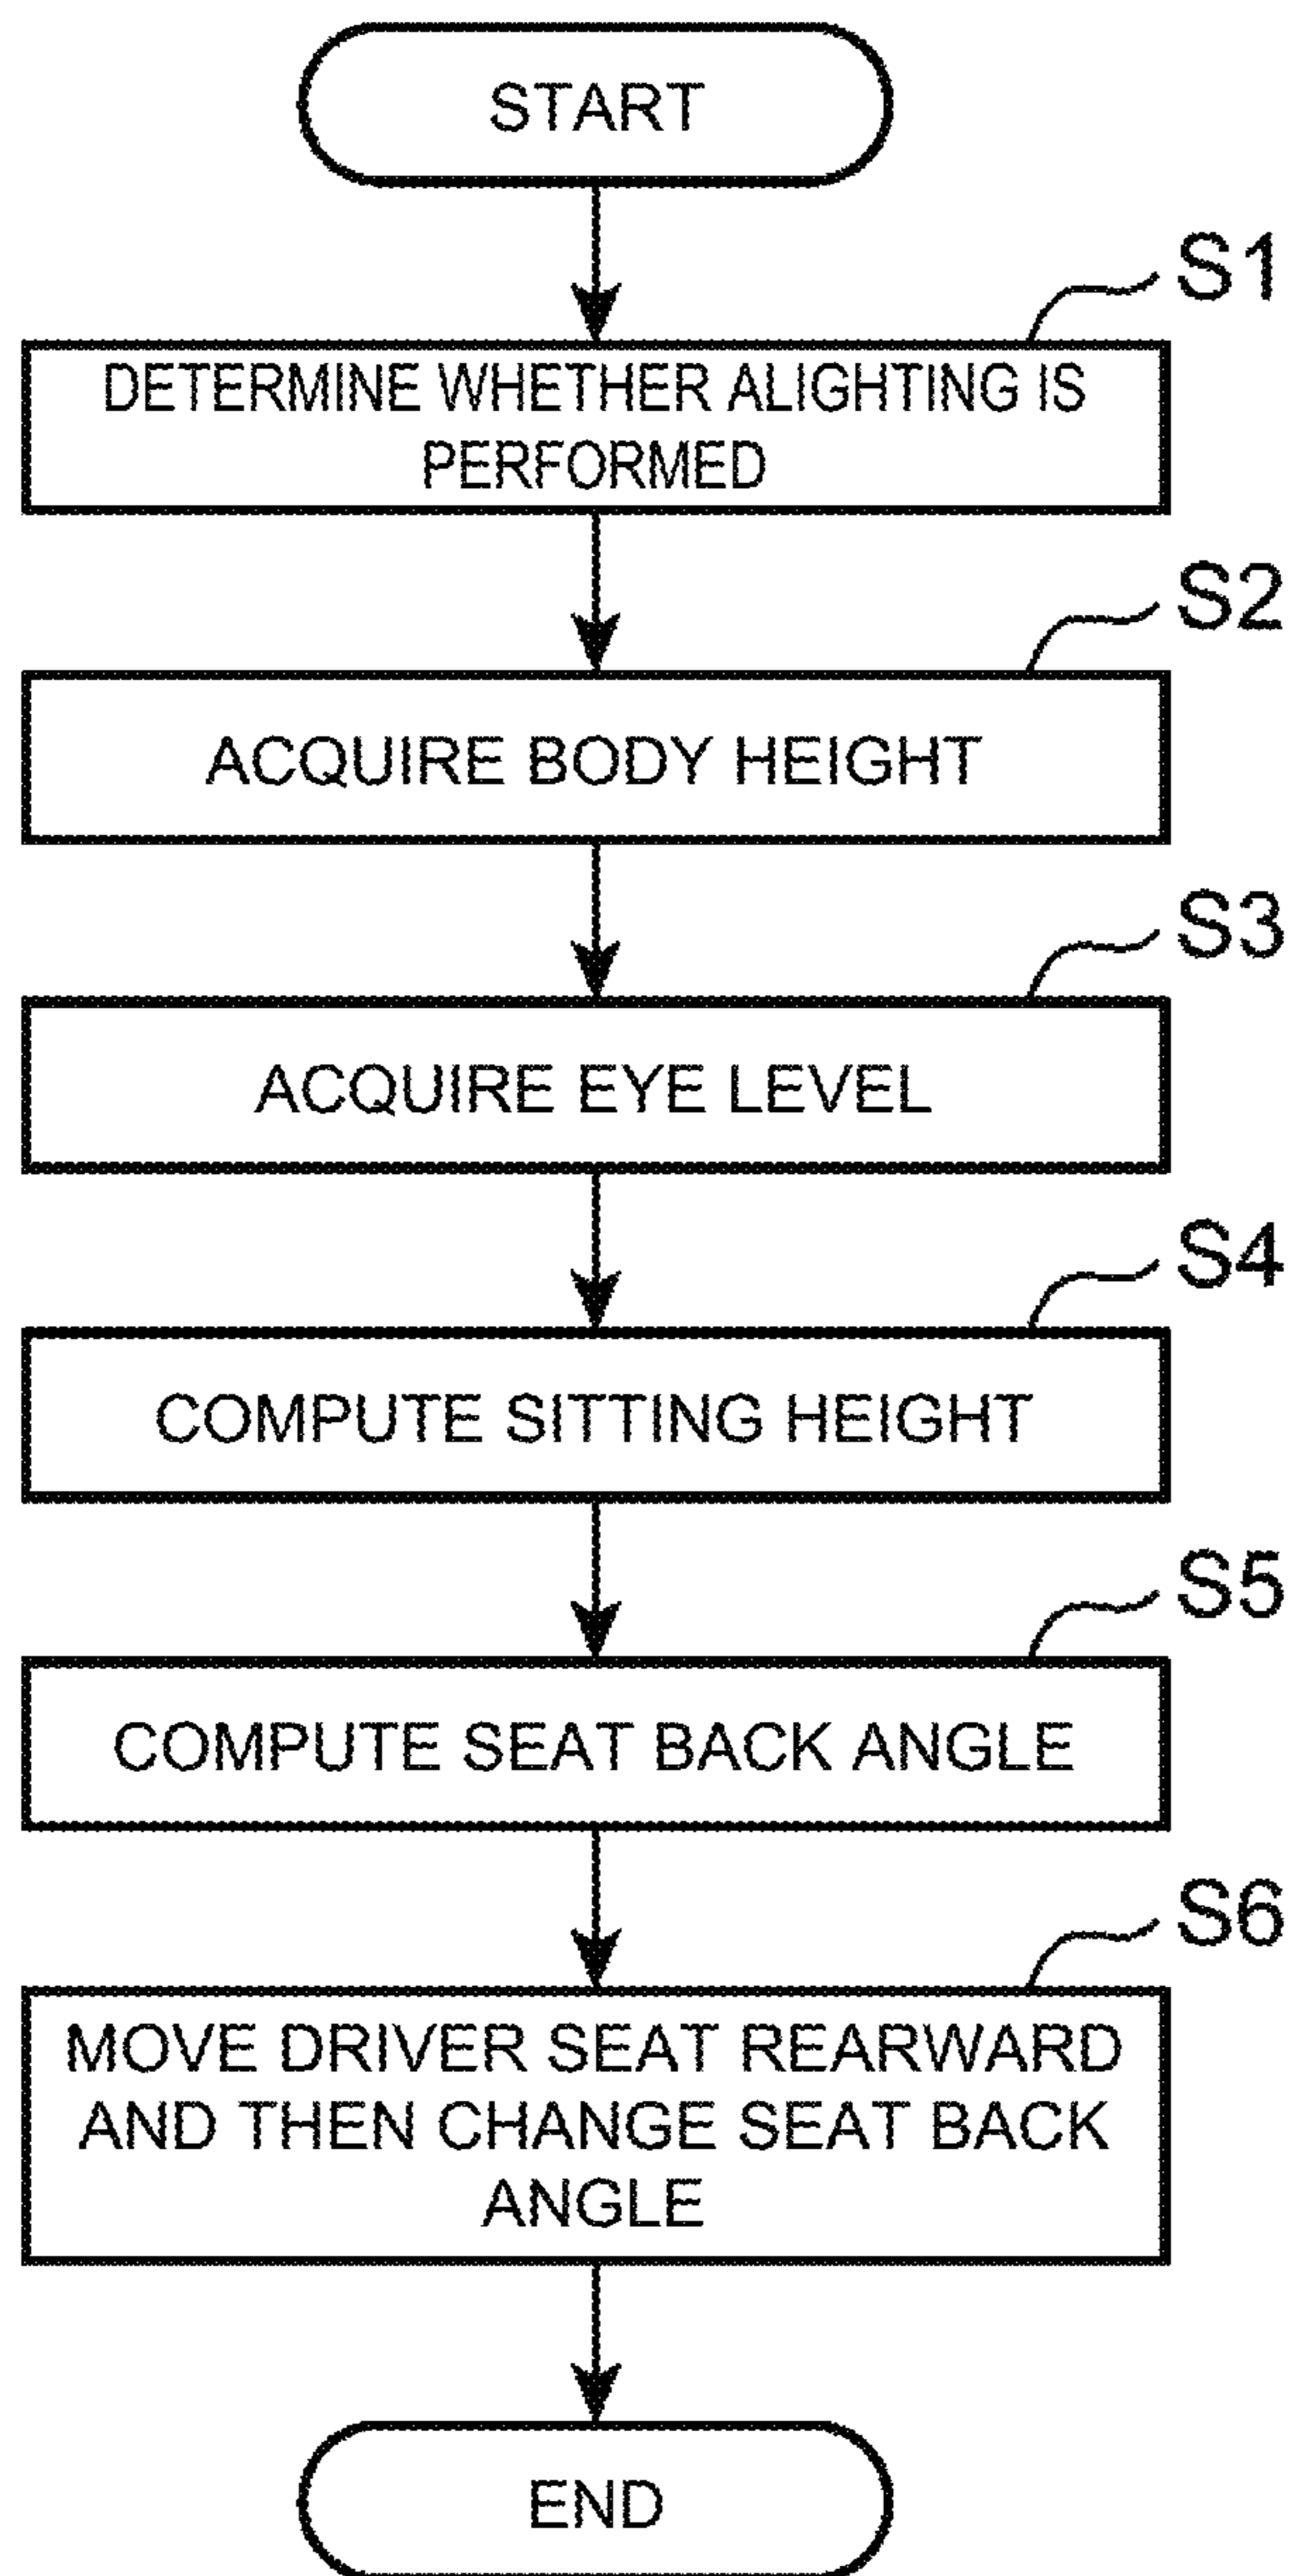 START
S1
DETERMINE WHETHER ALIGHTING IS
PERFORMED
S2
ACQUIRE BODY HEIGHT
S3
ACQUIRE EYE LEVEL
S4
COMPUTE SITTING HEIGHT
S5
COMPUTE SEAT BACK ANGLE
S6
MOVE DRIVER SEAT REARWARD
AND THEN CHANGE SEAT BACK
ANGLE
END